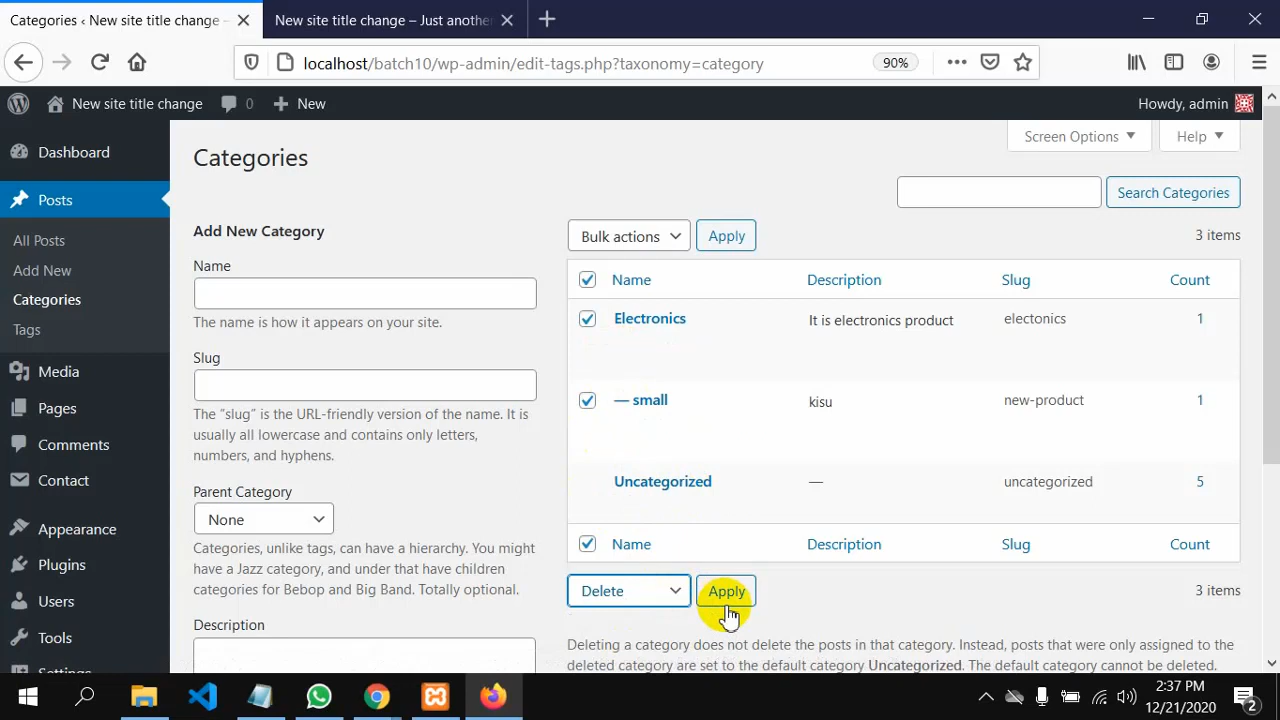 Categories ‹ New site title change –
New site title change – Just another
localhost/batch10/wp-admin/edit-tags.php?taxonomy=category
90%
New site title change
0
New
Howdy, admin
Dashboard
Posts
All Posts
Add New
Categories
Tags
Media
Pages
Comments
Contact
Appearance
Plugins
Users
Tools
Settings
Screen Options
Help
Categories
Search Categories
Add New Category
Name
The name is how it appears on your site.
Slug
The “slug” is the URL-friendly version of the name. It is
usually all lowercase and contains only letters,
numbers, and hyphens.
Parent Category
None
Categories, unlike tags, can have a hierarchy. You might
have a Jazz category, and under that have children
categories for Bebop and Big Band. Totally optional.
Description
Bulk actions
Apply
3 items
Name Description Slug Count
Electronics It is electronics product electonics 1
— small kisu new-product 1
Uncategorized — uncategorized 5
Name Description Slug Count
Delete
Apply
3 items
Deleting a category does not delete the posts in that category. Instead, posts that were only assigned to the
deleted category are set to the default category Uncategorized. The default category cannot be deleted.
2:37 PM
12/21/2020
2